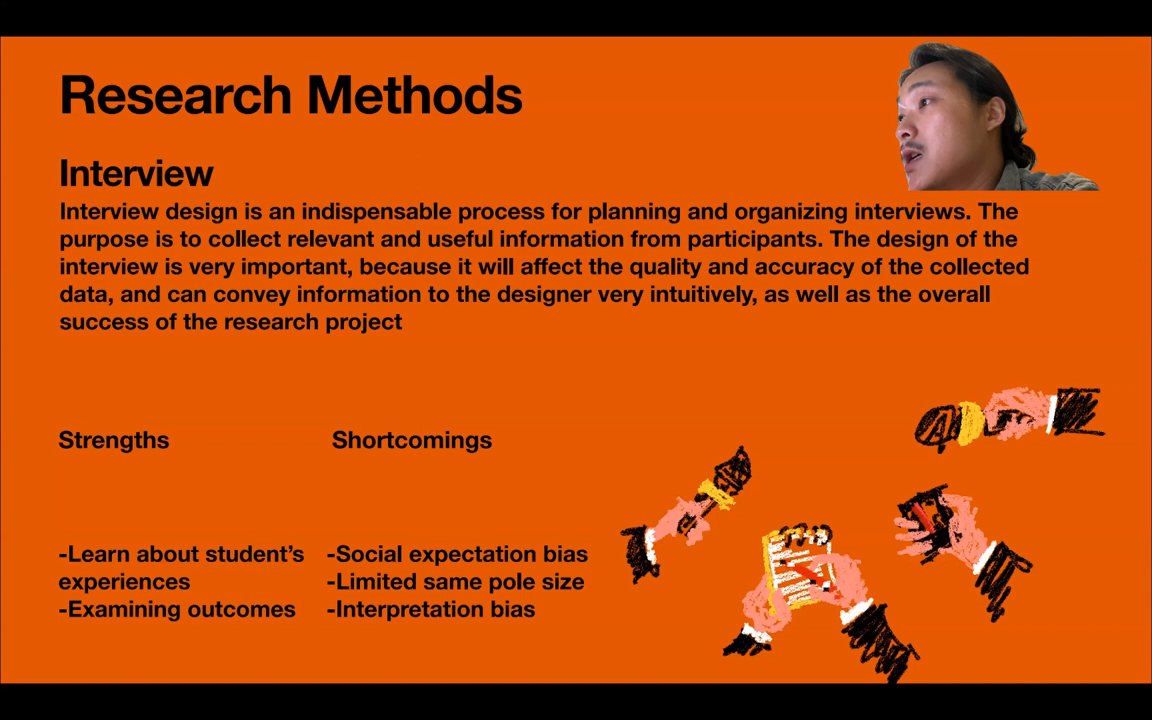 Research Methods
Interview
Interview design is an indispensable process for planning and organizing interviews. The
purpose is to collect relevant and useful information from participants. The design of the
interview is very important, because it will affect the quality and accuracy of the collected
data, and can convey information to the designer very intuitively, as well as the overall
success of the research project
Strengths
Shortcomings
-Learn about student's
experiences
-Examining outcomes
-Social expectation bias
-Limited same pole size
-Interpretation bias